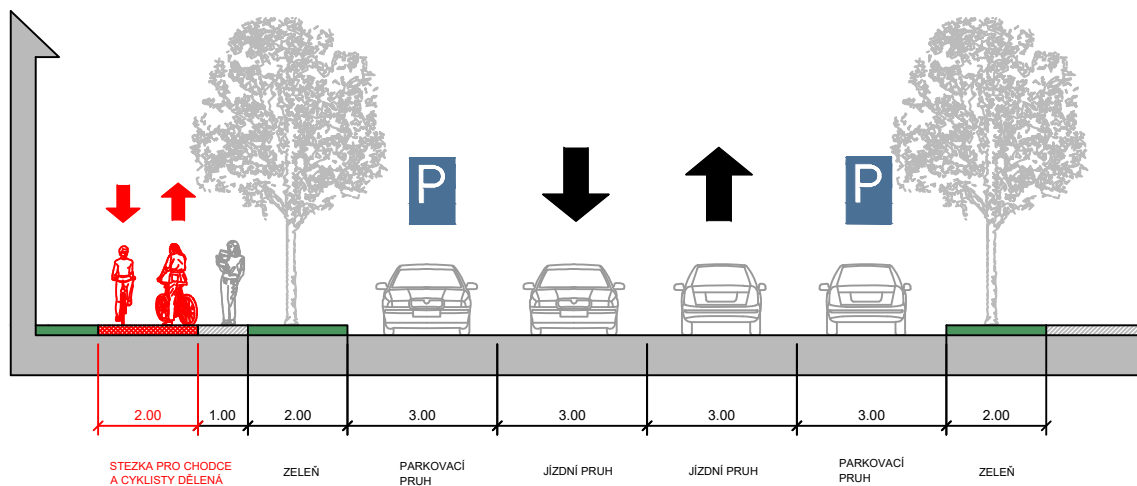 P
P
2.00 1.00 2.00 3.00 3.00 3.00 3.00 2.00
STEZKA PRO CHODCE
A CYKLISTY DĚLENÁ
ZELEŇ
PARKOVACÍ
PRUH
JÍZDNÍ PRUH
JÍZDNÍ PRUH
PARKOVACÍ
PRUH
ZELEŇ